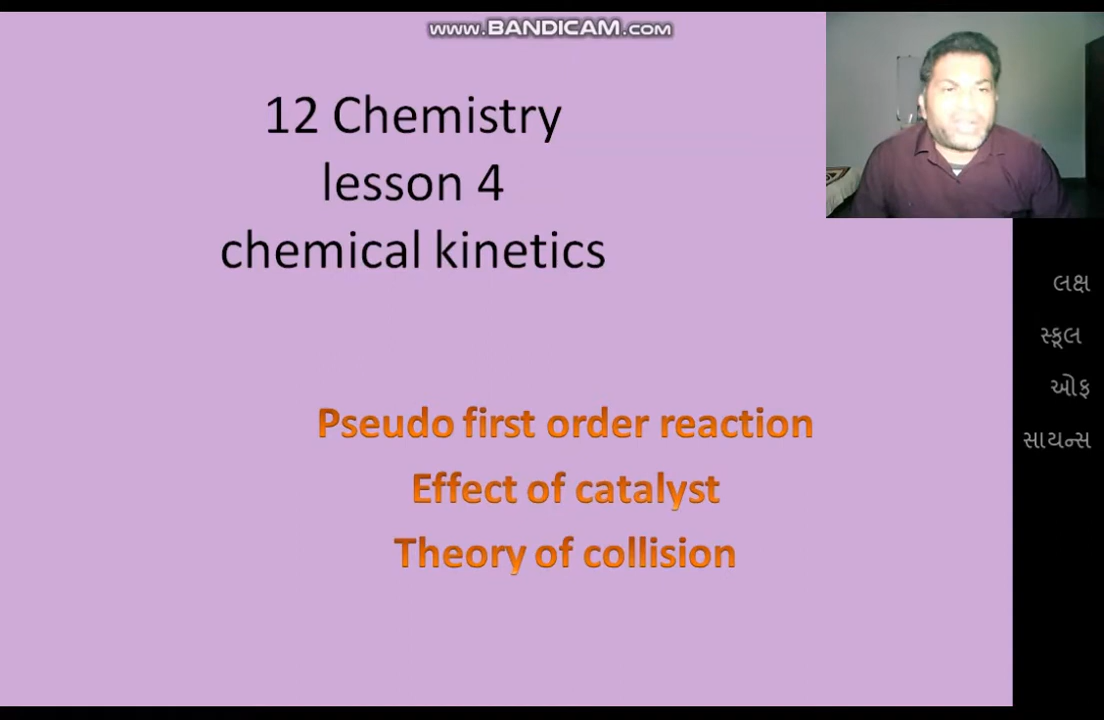 www.BANDICAM.com
12 Chemistry
lesson 4
chemical kinetics
Pseudo first order reaction
Effect of catalyst
Theory of collision
લક્ષ
સ્કૂલ
ઓફ
સાયન્સ